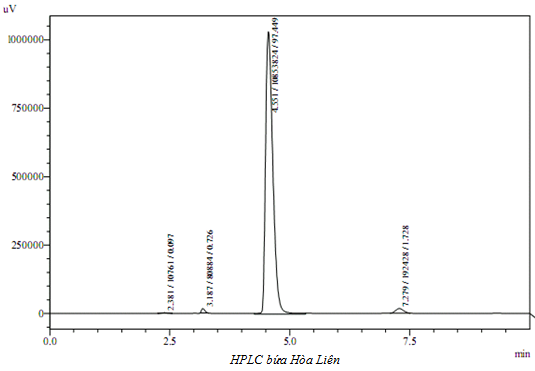 uV
1000000
750000
500000
250000
0
2.381 / 10761 / 0.097
3.187 / 80884 / 0.726
4.551 / 10853824 / 97.449
7.279 / 192428 / 1.728
0.0 2.5 5.0 7.5
min
HPLC bứa Hòa Liên